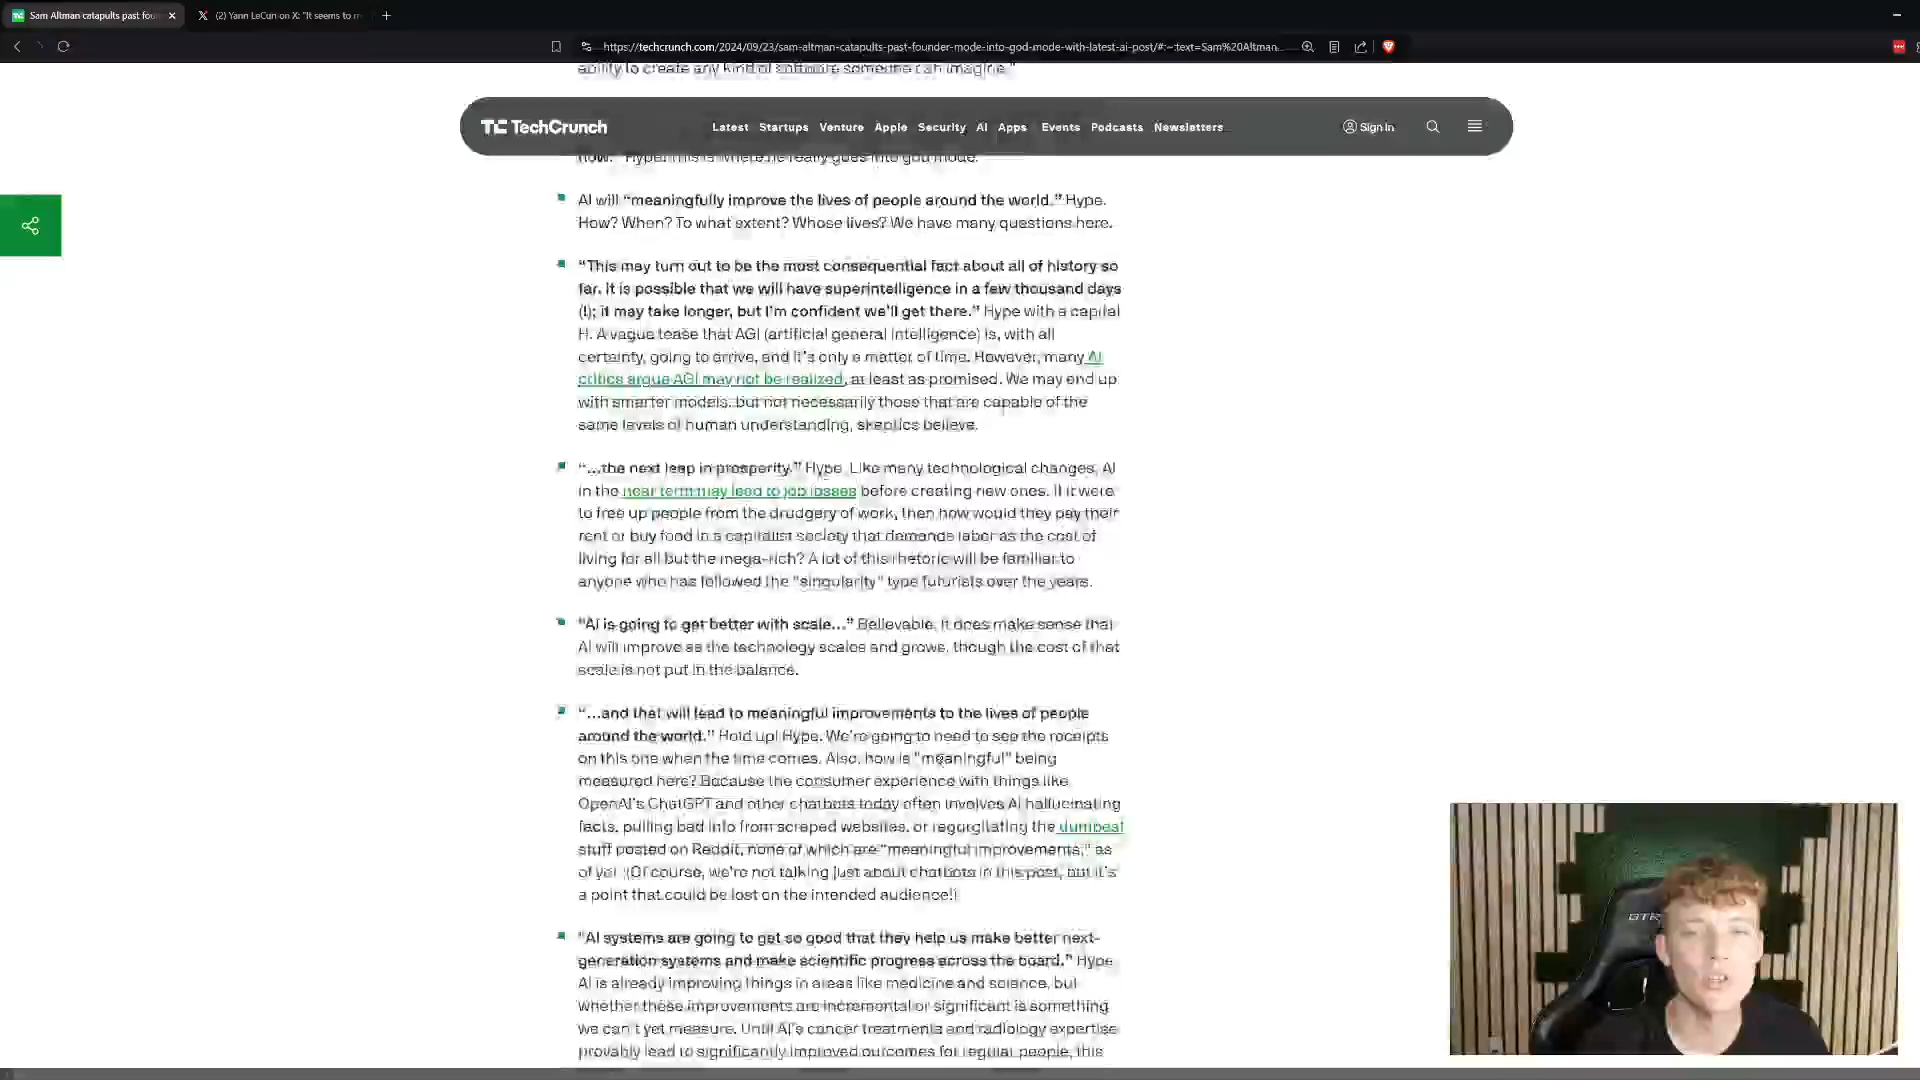 Sam Altman catapults past foun
(2) Yann LeCun on X: "It seems to m
https://techcrunch.com/2024/09/23/sam-altman-catapults-past-founder-mode-into-god-mode-with-latest-ai-post/#:~:text=Sam%20Altman...
ability to create any kind of software someone can imagine."
TechCrunch
Latest Startups Venture Apple Security AI Apps Events Podcasts Newsletters
Sign In
now." Hype. This is where he really goes into god mode.
AI will "meaningfully improve the lives of people around the world." Hype.
How? When? To what extent? Whose lives? We have many questions here.
"This may turn out to be the most consequential fact about all of history so
far. It is possible that we will have superintelligence in a few thousand days
(!); it may take longer, but I'm confident we'll get there." Hype with a capital
H. A vague tease that AGI (artificial general intelligence) is, with all
certainty, going to arrive, and it's only a matter of time. However, many AI
critics argue AGI may not be realized, at least as promised. We may end up
with smarter models, but not necessarily those that are capable of the
same levels of human understanding, skeptics believe.
"...the next leap in prosperity." Hype. Like many technological changes, AI
in the near term may lead to job losses before creating new ones. If it were
to free up people from the drudgery of work, then how would they pay their
rent or buy food in a capitalist society that demands labor as the cost of
living for all but the mega-rich? A lot of this rhetoric will be familiar to
anyone who has followed the "singularity" type futurists over the years.
"AI is going to get better with scale..." Believable. It does make sense that
AI will improve as the technology scales and grows, though the cost of that
scale is not put in the balance.
"...and that will lead to meaningful improvements to the lives of people
around the world." Hold up! Hype. We're going to need to see the receipts
on this one when the time comes. Also, how is "meaningful" being
measured here? Because the consumer experience with things like
OpenAI's ChatGPT and other chatbots today often involves AI hallucinating
facts, pulling bad info from scraped websites, or regurgitating the dumbest
stuff posted on Reddit, none of which are "meaningful improvements," as
of yet. (Of course, we're not talking just about chatbots in this post, but it's
a point that could be lost on the intended audience!)
"AI systems are going to get so good that they help us make better next-
generation systems and make scientific progress across the board." Hype
AI is already improving things in areas like medicine and science, but
whether these improvements are incremental or significant is something
we can't yet measure. Until AI's cancer treatments and radiology expertise
provably lead to significantly improved outcomes for regular people, this